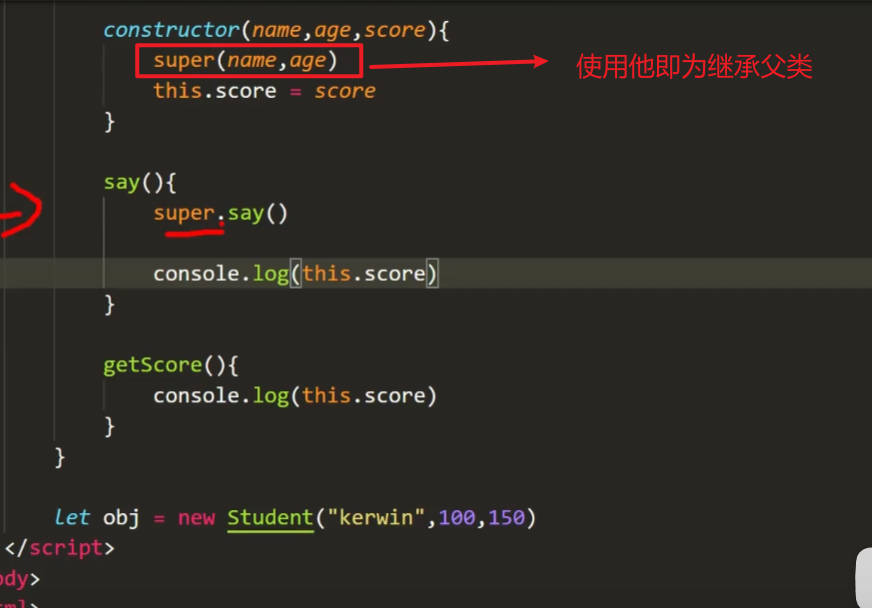 constructor(name,age,score){
super(name,age) 使用他即为继承父类
this.score = score
}
say(){
super.say()
console.log(this.score)
}
getScore(){
console.log(this.score)
}
}
let obj = new Student("kerwin",100,150)
</script>
ody>